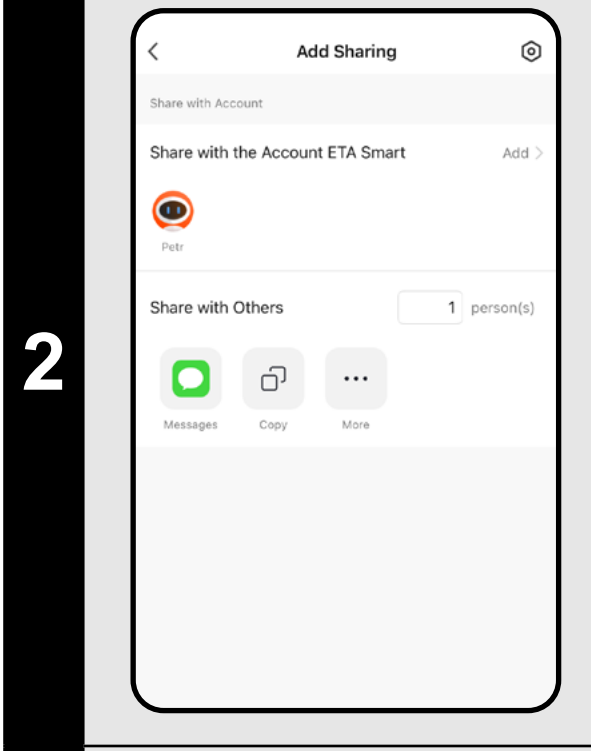 2
Add Sharing
Share with Account
Share with the Account ETA Smart Add >
Petr
Share with Others 1 person(s)
Messages Copy More